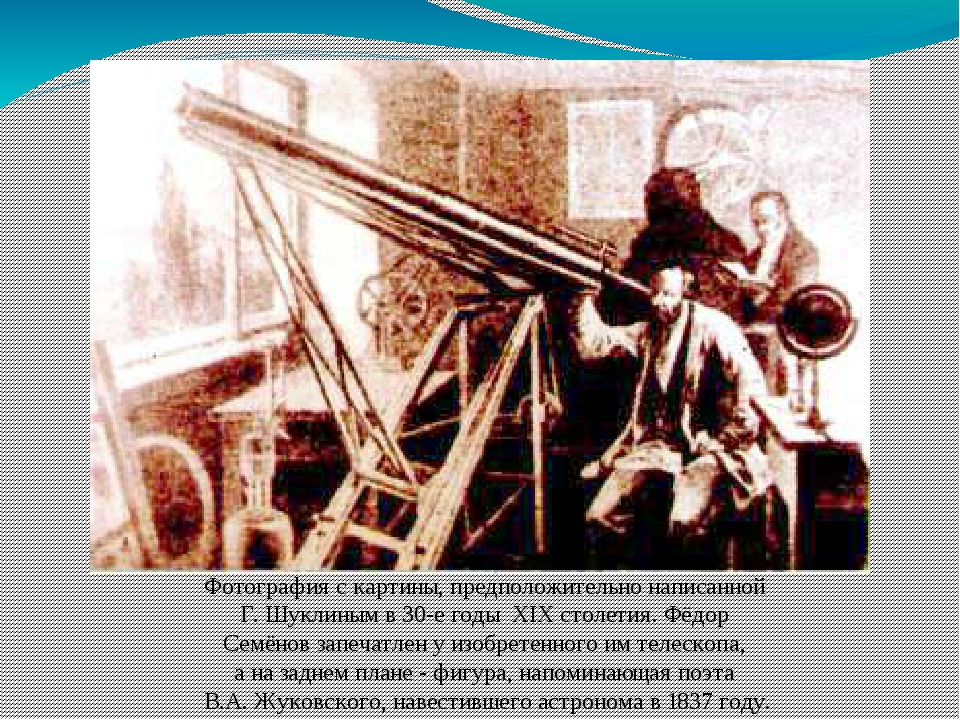 Фотография с картины, предположительно написанной
Г. Шуклиным в 30-е годы  XIX столетия. Фёдор
Семёнов запечатлен у изобретенного им телескопа,
а на заднем плане - фигура, напоминающая поэта
В.А. Жуковского, навестившего астронома в 1837 году.